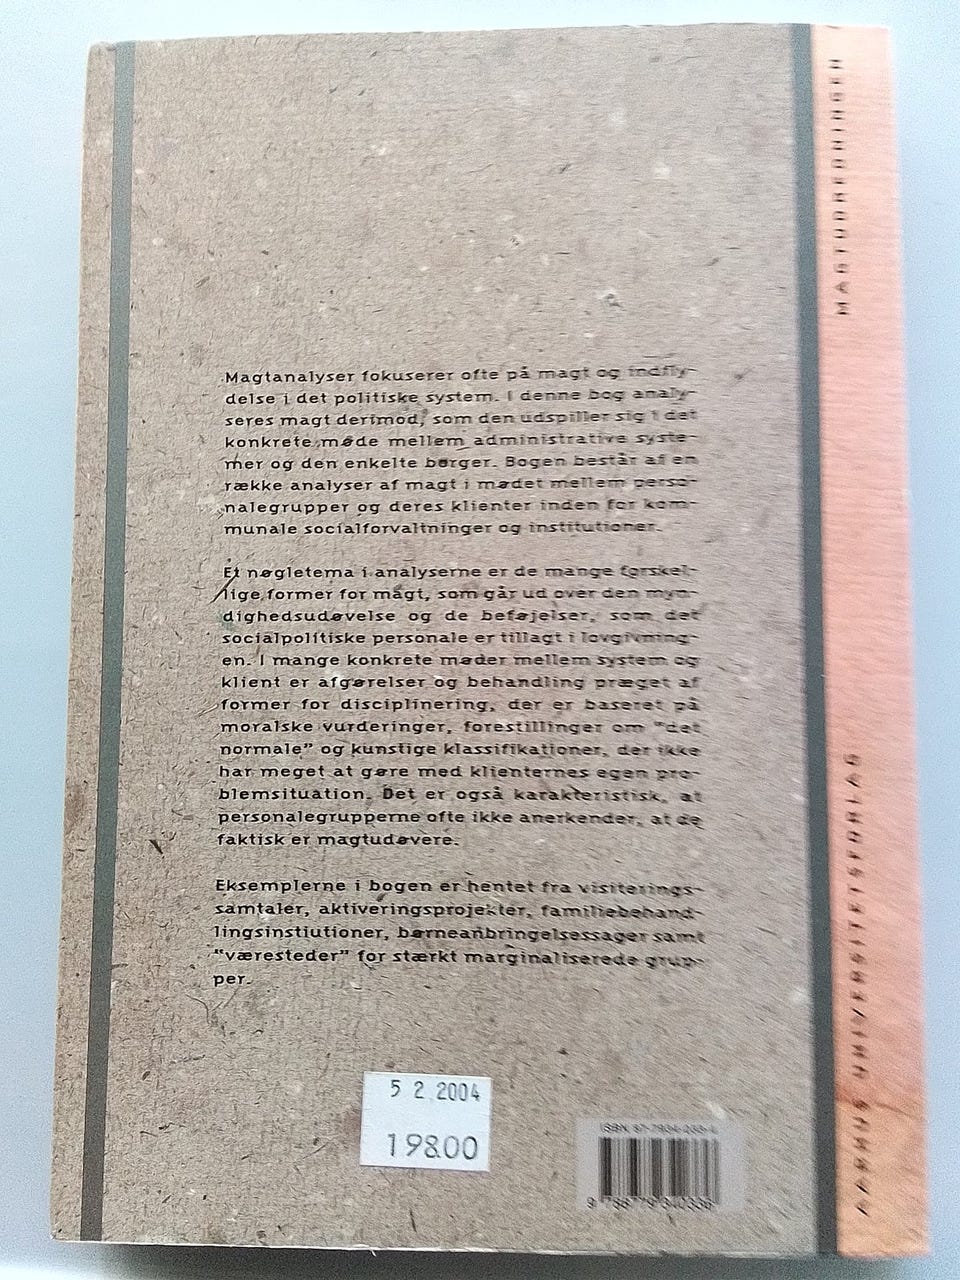 Magtanalyser fokuserer ofte på magt og indfly-
delse i det politiske system. I denne bog analy-
seres magt derimod, som den udspiller sig i det
konkrete møde mellem administrative syste-
mer og den enkelte borger. Bogen består af en
række analyser af magt i mødet mellem perso-
nalegrupper og deres klienter inden for kom-
munale socialforvaltninger og institutioner.
Et nøgletema i analyserne er de mange forskel-
lige former for magt, som går ud over den myn-
dighedsudøvelse og de beføjelser, som det
socialpolitiske personale er tillagt i lovgivning-
en. I mange konkrete møder mellem system og
klient er afgørelser og behandling præget af
former for disciplinering, der er baseret på
moralske vurderinger, forestillinger om "det
normale" og kunstige klassifikationer, der ikke
har meget at gøre med klienternes egen pro-
blemsituation. Det er også karakteristisk, at
personalegrupperne ofte ikke anerkender, at de
faktisk er magtudøvere.
Eksemplerne i bogen er hentet fra visiterings-
samtaler, aktiveringsprojekter, familiebehand-
lingsinstiutioner, børneanbringelsessager samt
"væresteder" for stærkt marginaliserede grup-
per.
5 2 2004
198.00
ISBN
MAGTUDREDNINGEN
AARHUS UNIVERSITETSFORLAG